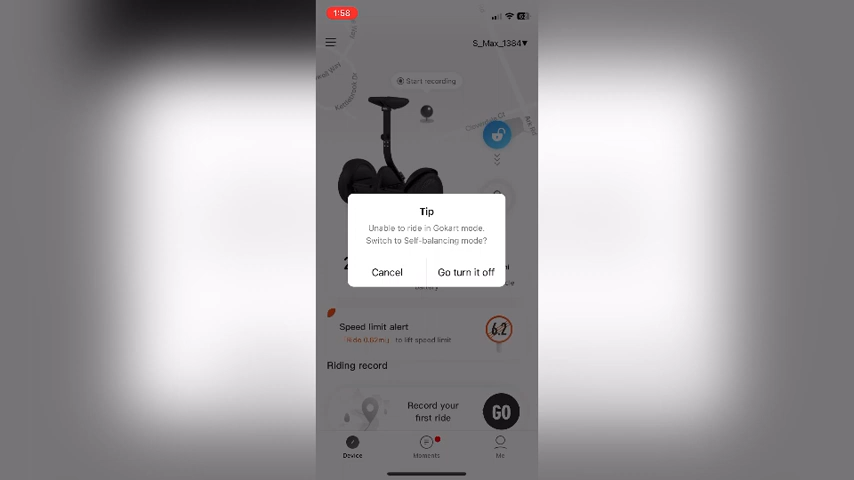 1:58
S_Max_1384▾
Start recording
Tip
Unable to ride in Gokart mode.
Switch to Self-balancing mode?
Cancel
Go turn it off
Speed limit alert
6.2
to lift speed limit
Riding record
Record your
first ride
GO
Device
Moments
Me